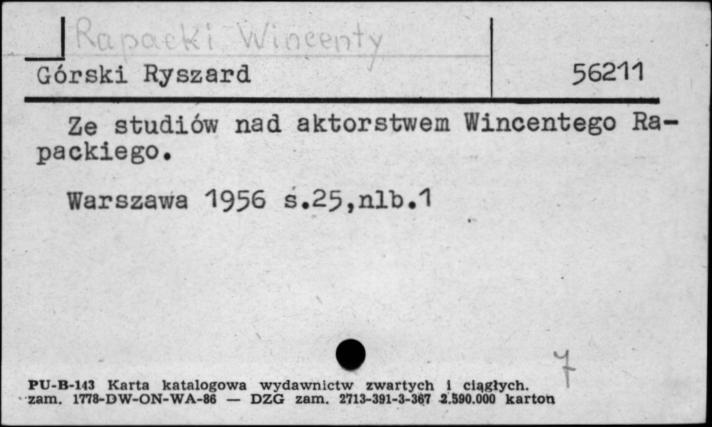 Rapacki Wincenty
Górski Ryszard 56211
Ze studiów nad aktorstwem Wincentego Ra-
packiego.
Warszawa 1956 s.25,nlb.1
7
PU-B-143 Karta katalogowa wydawnictw zwartych i ciągłych.
zam. 1778-DW-ON-WA-86 — DZG zam. 2713-391-3-367 2.590.000 karton